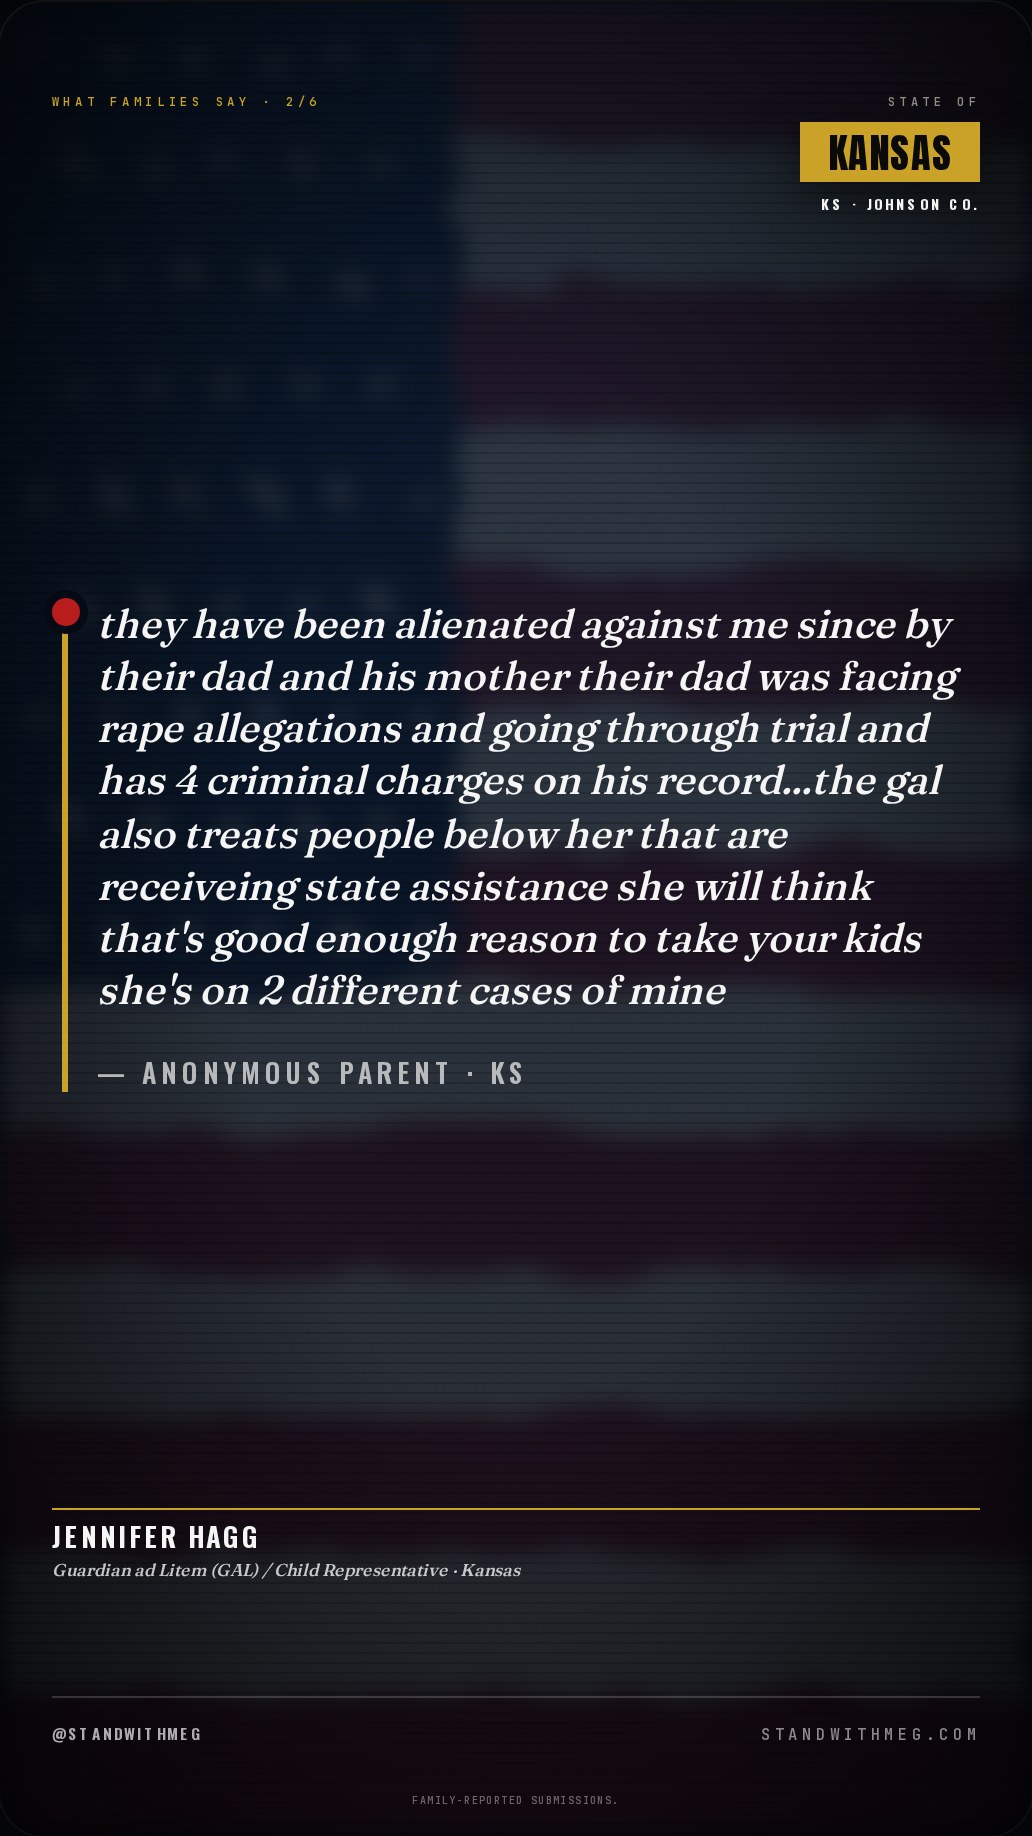 WHAT FAMILIES SAY · 2/6
STATE OF
KANSAS
KS · JOHNSON CO.
they have been alienated against me since by
their dad and his mother their dad was facing
rape allegations and going through trial and
has 4 criminal charges on his record...the gal
also treats people below her that are
receiveing state assistance she will think
that's good enough reason to take your kids
she's on 2 different cases of mine
— ANONYMOUS PARENT · KS
JENNIFER HAGG
Guardian ad Litem (GAL) / Child Representative · Kansas
@STANDWITHMEG
STANDWITHMEG.COM
FAMILY-REPORTED SUBMISSIONS.